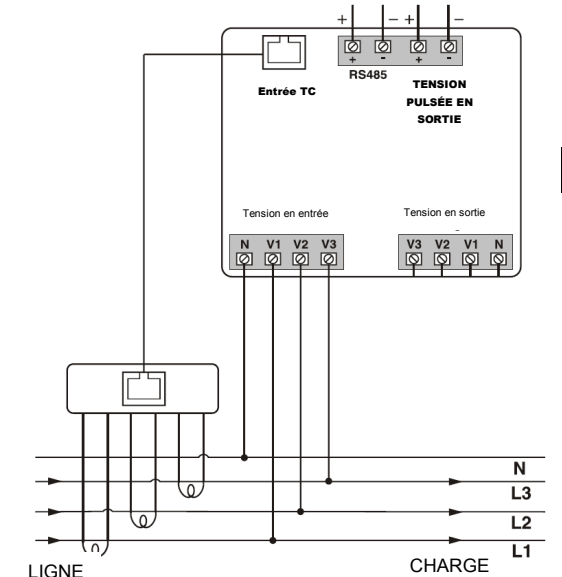 + - + -
+ - + -
RS485
Entrée TC
TENSION
PULSÉE EN
SORTIE
Tension en entrée
Tension en sortie
-
N V1 V2 V3
V3 V2 V1 N
N
L3
L2
L1
LIGNE
CHARGE